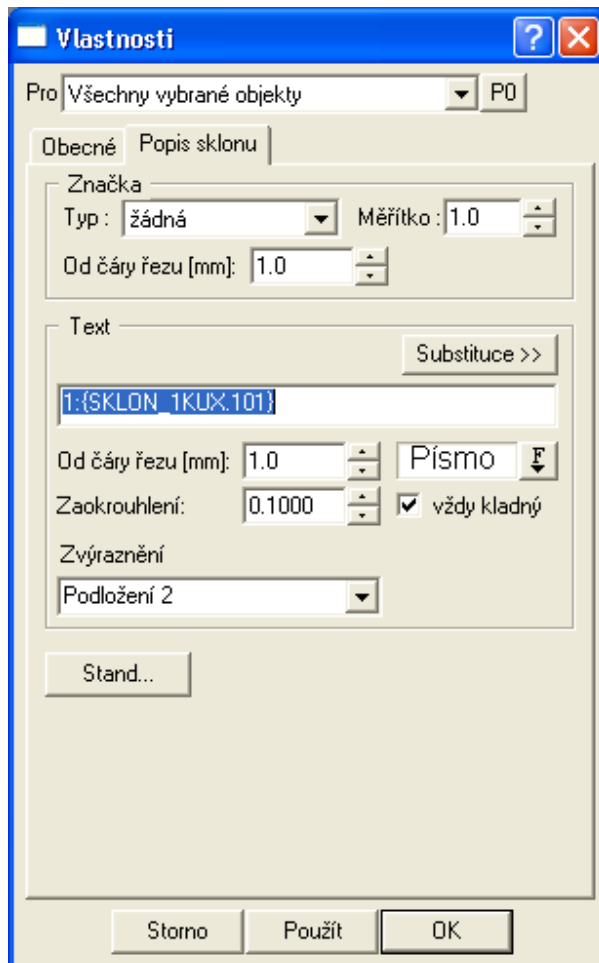 Vlastnosti
Pro Všechny vybrané objekty P0
Obecné Popis sklonu
Značka
Typ : žádná Měřítko : 1.0
Od čáry řezu [mm]: 1.0
Text
Substituce >>
1:{SKLON_1KUX.101}
Od čáry řezu [mm]: 1.0 Písmo F
Zaokrouhlení: 0.1000 vždy kladný
Zvýraznění
Podložení 2
Stand...
Storno Použít OK